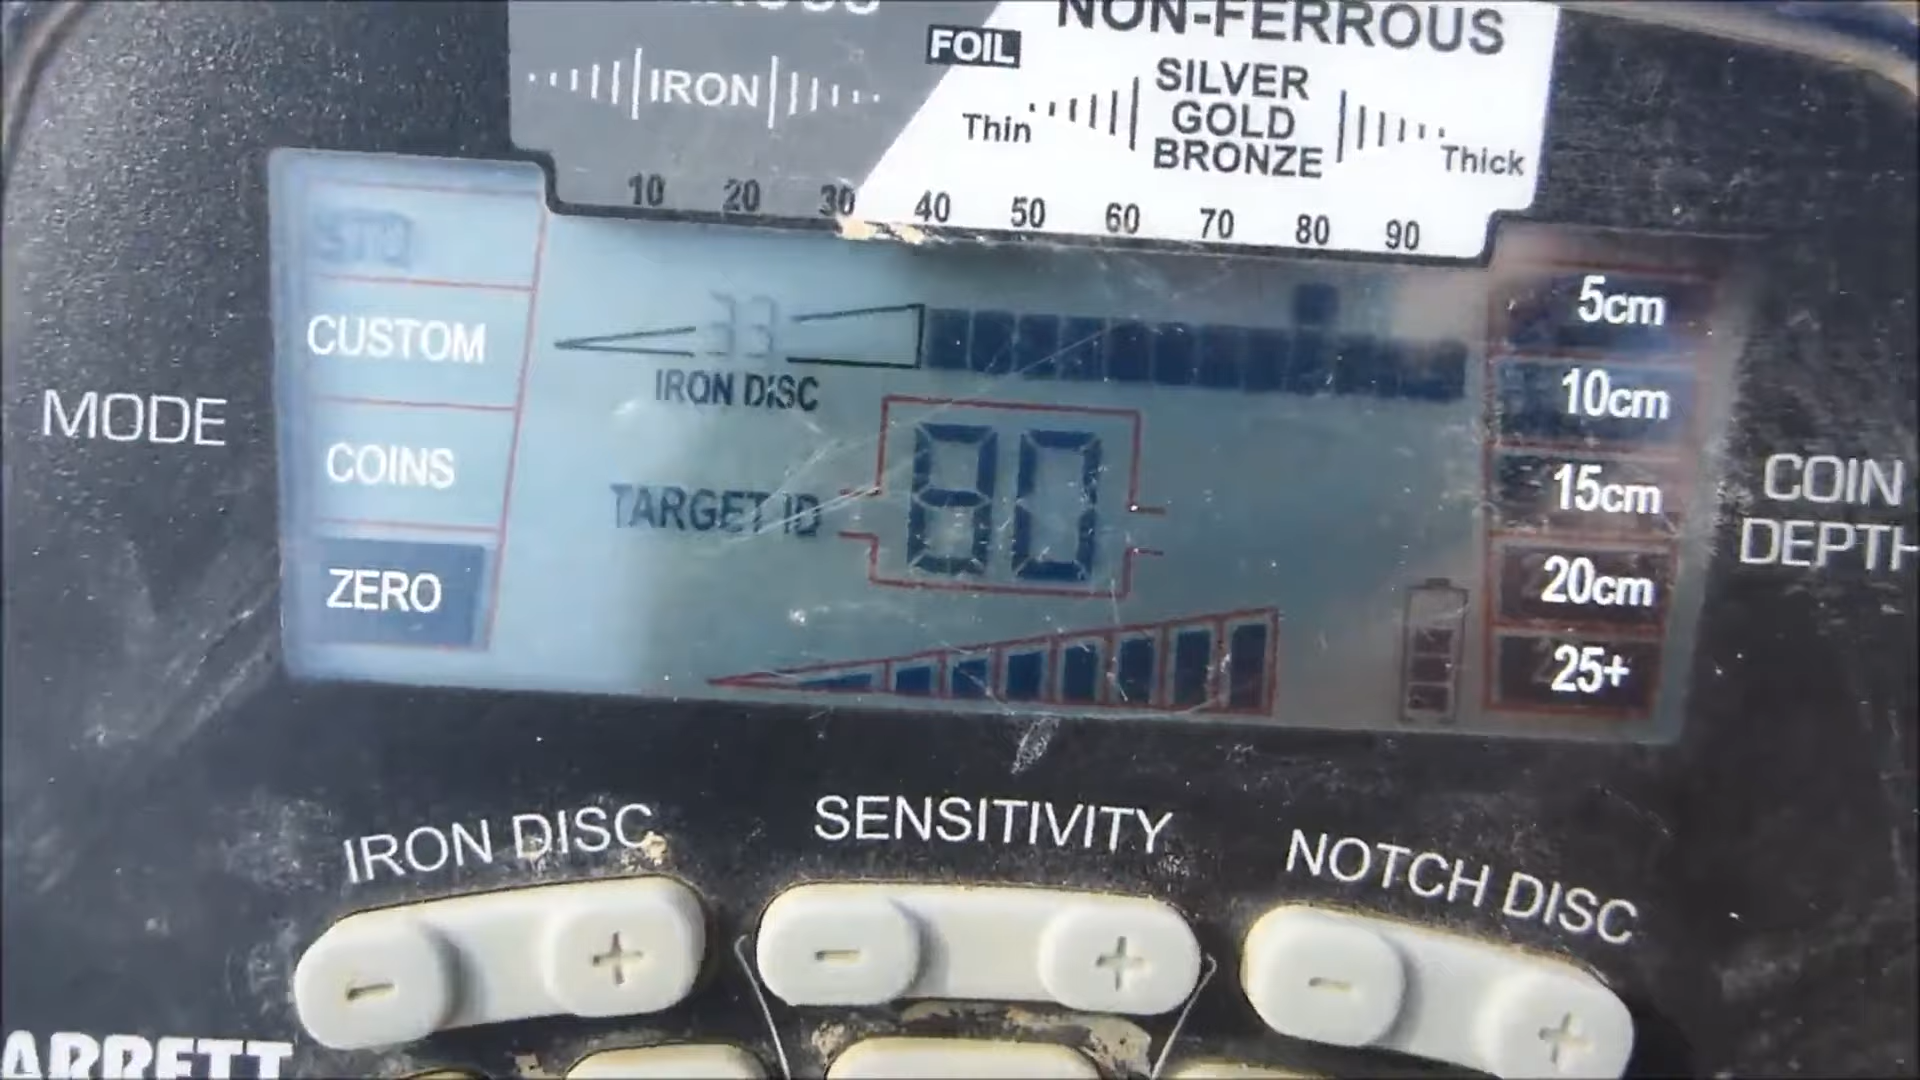 NON-FERROUS
FOIL
IRON
SILVER
GOLD
BRONZE
Thin
Thick
10 20 30 40 50 60 70 80 90
CUSTOM
COINS
ZERO
MODE
33
IRON DISC
TARGET ID
80
5cm
10cm
15cm
20cm
25+
COIN
DEPTH
IRON DISC
SENSITIVITY
NOTCH DISC
- +
- +
- +